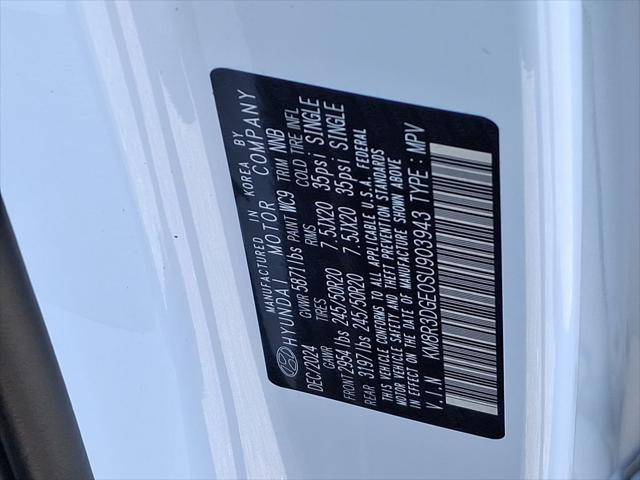 MANUFACTURED IN KOREA BY
HYUNDAI MOTOR COMPANY
DEC/2024 GVWR 5871lbs PAINT WC9 TRIM NNB
GAWR TIRES RIMS COLD TIRE INFL
FRONT 2954 lbs 245/50R20 7.5JX20 35psi SINGLE
REAR 3197 lbs 245/50R20 7.5JX20 35psi SINGLE
THIS VEHICLE CONFORMS TO ALL APPLICABLE U.S.A. FEDERAL
MOTOR VEHICLE SAFETY AND THEFT PREVENTION STANDARDS
IN EFFECT ON THE DATE OF MANUFACTURE SHOWN ABOVE
V.I.N KM8R3DGE0SU903943 TYPE: MPV